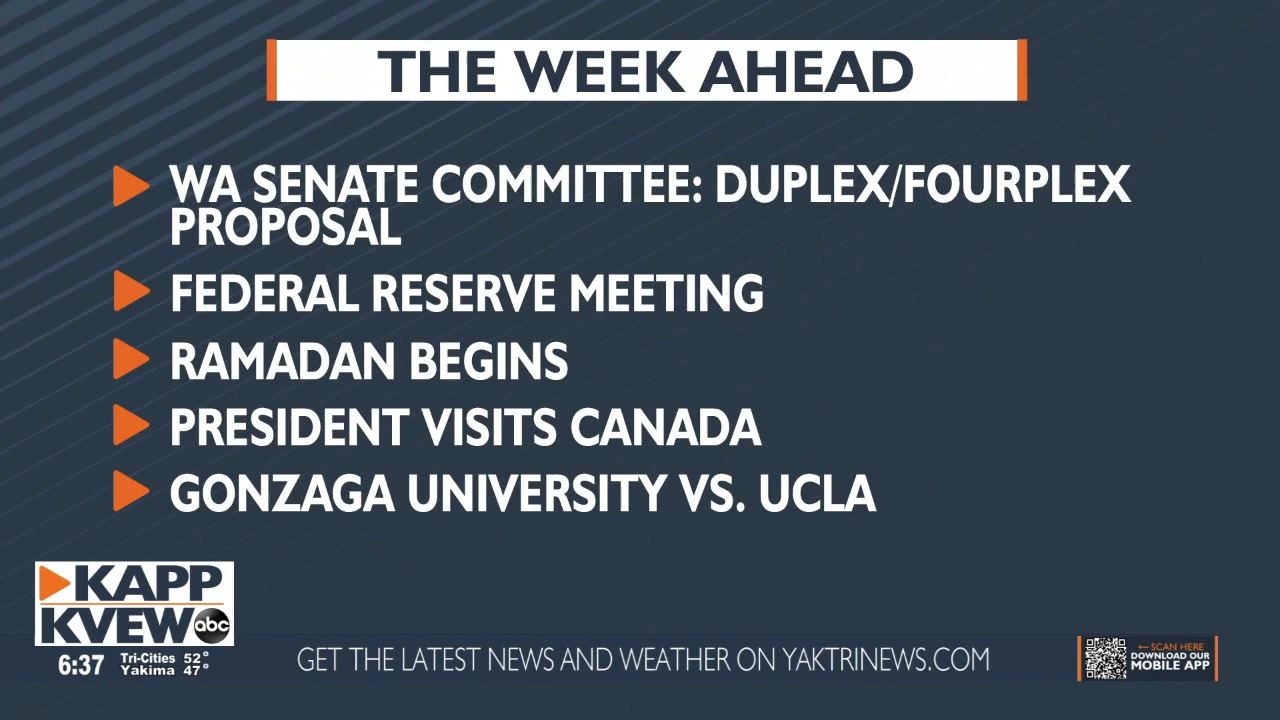 THE WEEK AHEAD
WA SENATE COMMITTEE: DUPLEX/FOURPLEX
PROPOSAL
FEDERAL RESERVE MEETING
RAMADAN BEGINS
PRESIDENT VISITS CANADA
GONZAGA UNIVERSITY VS. UCLA
KAPP
KVEW abc
6:37
Tri-Cities 52°
Yakima 47°
GET THE LATEST NEWS AND WEATHER ON YAKTRINEWS.COM
←SCAN HERE
DOWNLOAD OUR
MOBILE APP